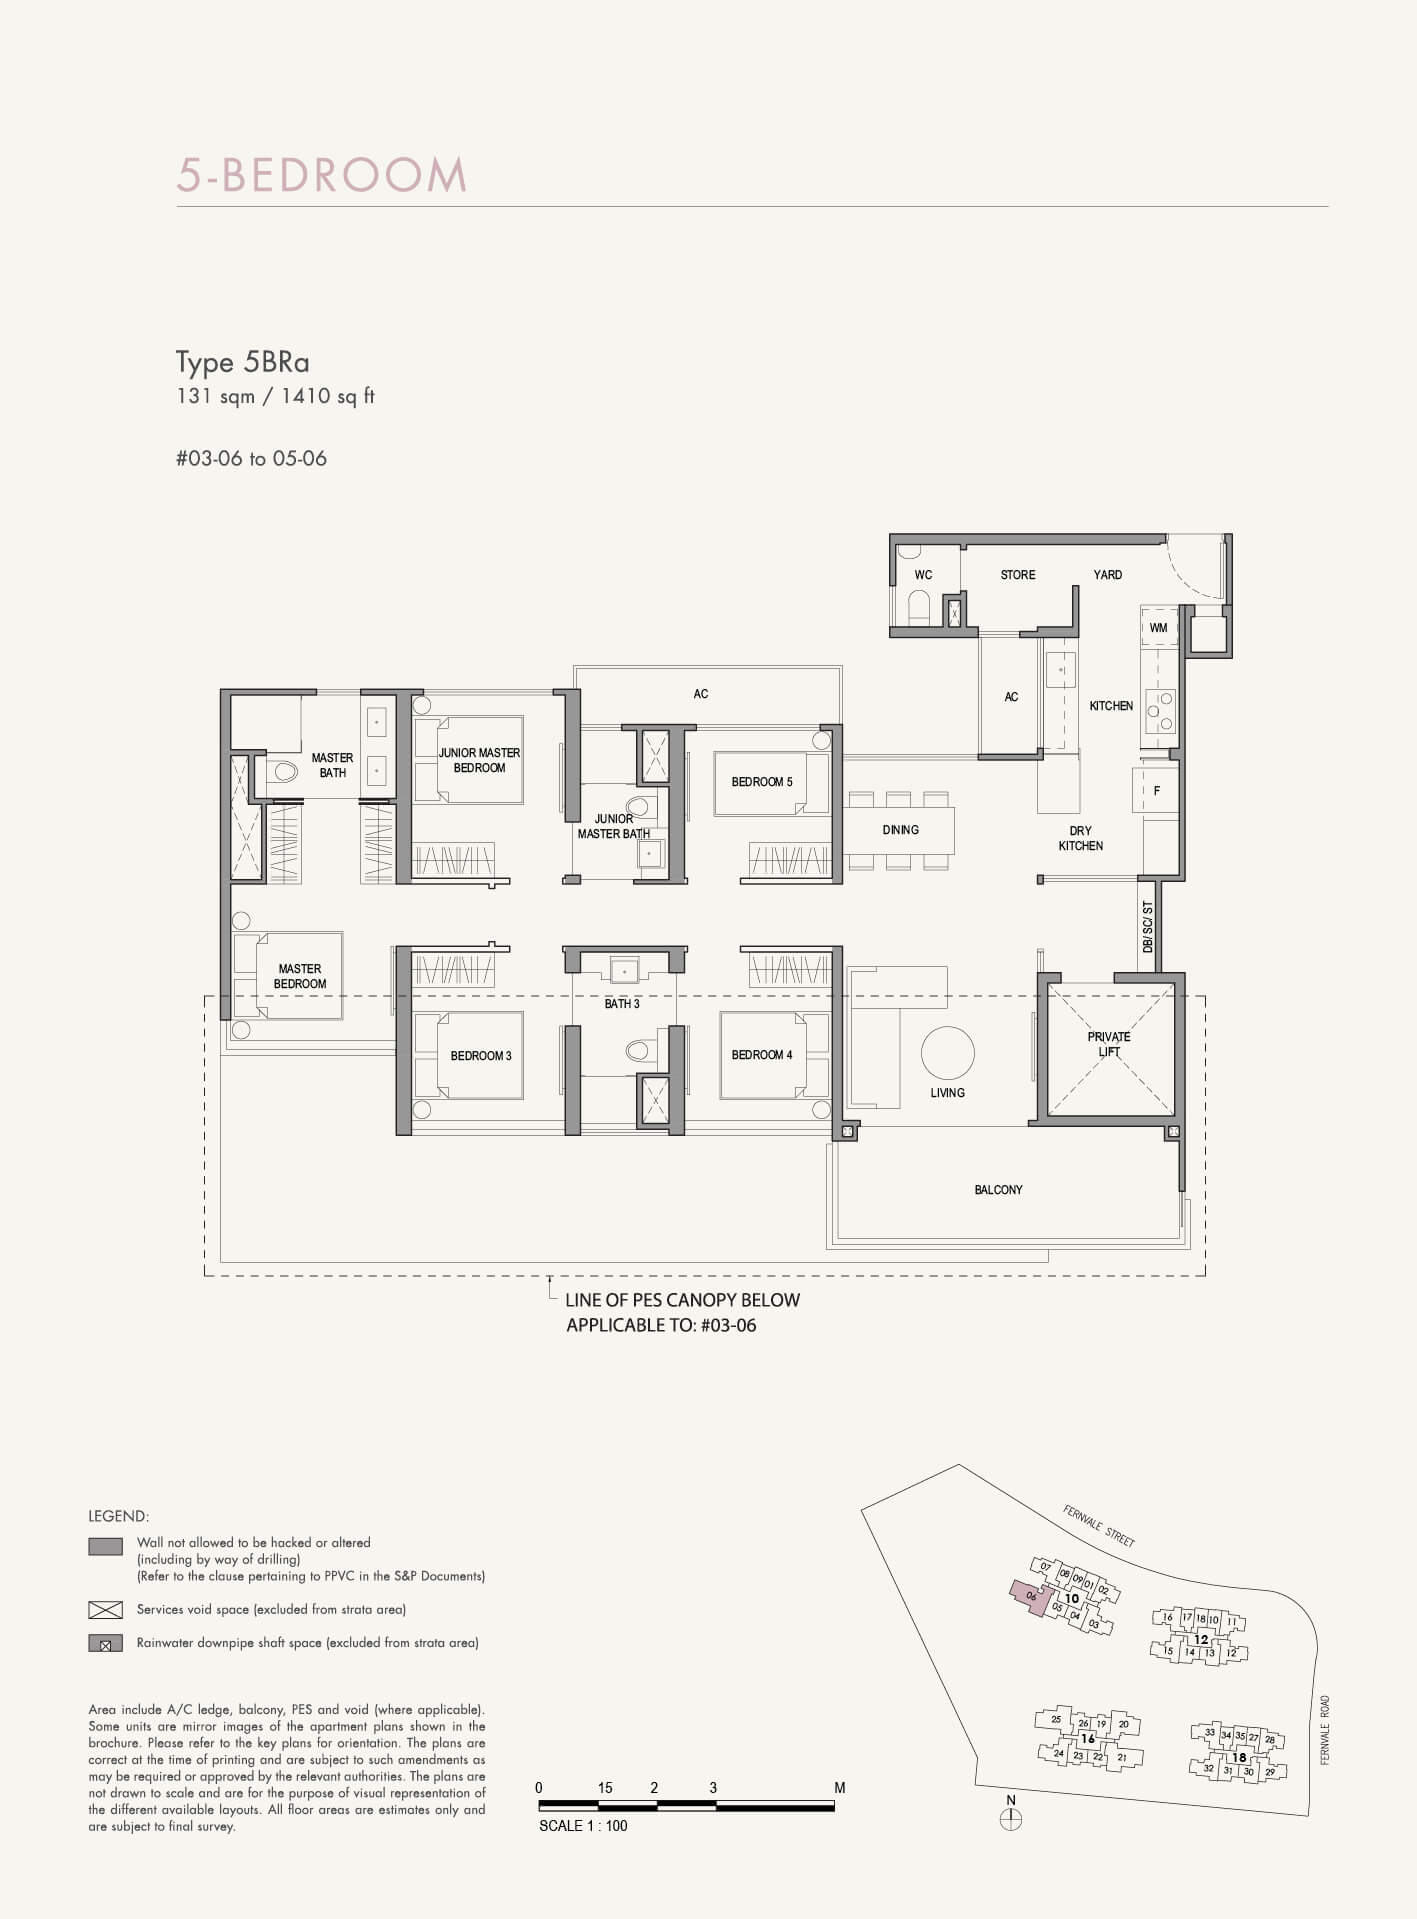 5-BEDROOM
Type 5BRa
131 sqm / 1410 sq ft
#03-06 to 05-06
WC
STORE
YARD
WM
AC
AC
KITCHEN
MASTER
BATH
JUNIOR MASTER
BEDROOM
BEDROOM 5
F
JUNIOR
MASTER BATH
DINING
DRY
KITCHEN
DB/ SC/ ST
MASTER
BEDROOM
BATH 3
BEDROOM 3
BEDROOM 4
PRIVATE
LIFT
LIVING
BALCONY
LINE OF PES CANOPY BELOW
APPLICABLE TO: #03-06
LEGEND:
Wall not allowed to be hacked or altered
(including by way of drilling)
(Refer to the clause pertaining to PPVC in the S&P Documents)
Services void space (excluded from strata area)
Rainwater downpipe shaft space (excluded from strata area)
Area include A/C ledge, balcony, PES and void (where applicable).
Some units are mirror images of the apartment plans shown in the
brochure. Please refer to the key plans for orientation. The plans are
correct at the time of printing and are subject to such amendments as
may be required or approved by the relevant authorities. The plans are
not drawn to scale and are for the purpose of visual representation of
the different available layouts. All floor areas are estimates only and
are subject to final survey.
0 15 2 3 M
SCALE 1 : 100
FERNVALE STREET
07 08 09 01 02
06 10
05 04 03
16 17 18 10 11
12
15 14 13 12
25 26 19 20
16
24 23 22 21
33 34 35 27 28
18
32 31 30 29
FERNVALE ROAD
N